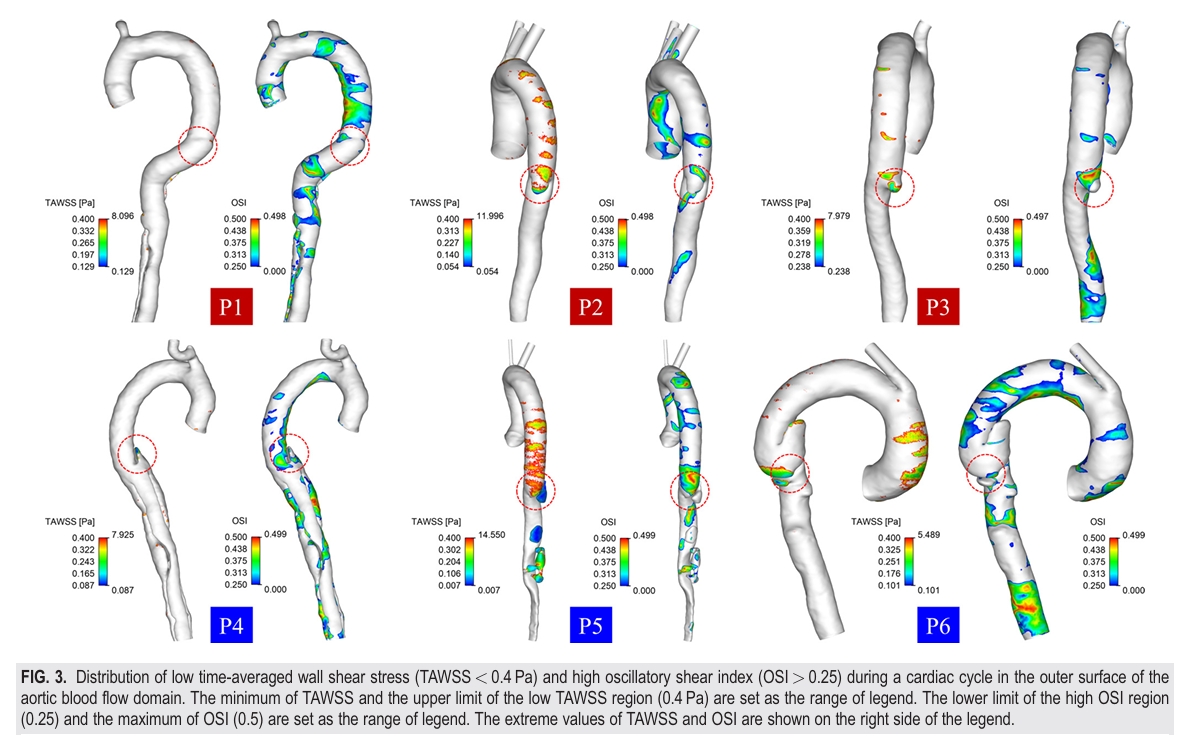 TAWSS [Pa]
0.400 8.096
0.332
0.265
0.197
0.129 0.129
OSI
0.500 0.498
0.438
0.375
0.313
0.250 0.000
P1
TAWSS [Pa]
0.400 11.996
0.313
0.227
0.140
0.054 0.054
OSI
0.500 0.498
0.438
0.375
0.313
0.250 0.000
P2
TAWSS [Pa]
0.400 7.979
0.359
0.319
0.278
0.238 0.238
OSI
0.500 0.497
0.438
0.375
0.313
0.250 0.000
P3
TAWSS [Pa]
0.400 7.925
0.322
0.243
0.165
0.087 0.087
OSI
0.500 0.499
0.438
0.375
0.313
0.250 0.000
P4
TAWSS [Pa]
0.400 14.550
0.302
0.204
0.106
0.007 0.007
OSI
0.500 0.499
0.438
0.375
0.313
0.250 0.000
P5
TAWSS [Pa]
0.400 5.489
0.325
0.251
0.176
0.101 0.101
OSI
0.500 0.499
0.438
0.375
0.313
0.250 0.000
P6
FIG. 3. Distribution of low time-averaged wall shear stress (TAWSS < 0.4 Pa) and high oscillatory shear index (OSI > 0.25) during a cardiac cycle in the outer surface of the
aortic blood flow domain. The minimum of TAWSS and the upper limit of the low TAWSS region (0.4 Pa) are set as the range of legend. The lower limit of the high OSI region
(0.25) and the maximum of OSI (0.5) are set as the range of legend. The extreme values of TAWSS and OSI are shown on the right side of the legend.